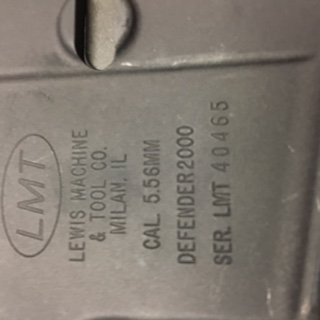 LMT
LEWIS MACHINE
& TOOL CO.
MILAN, IL
CAL 5.56MM
DEFENDER2000
SER. LMT 40465